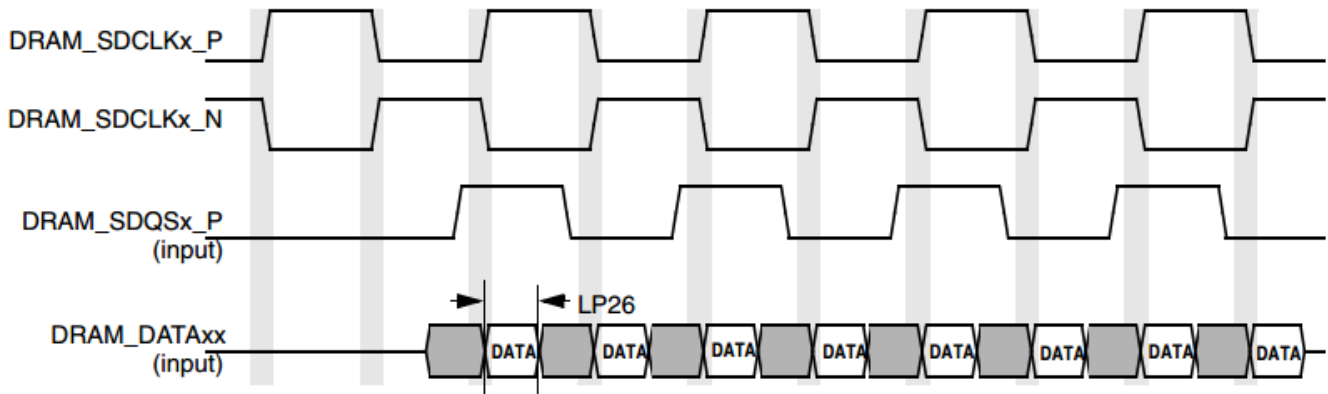 DRAM_SDCLKx_P
DRAM_SDCLKx_N
DRAM_SDQSx_P
(input)
LP26
DRAM_DATAxx
(input)
DATA DATA DATA DATA DATA DATA DATA DATA